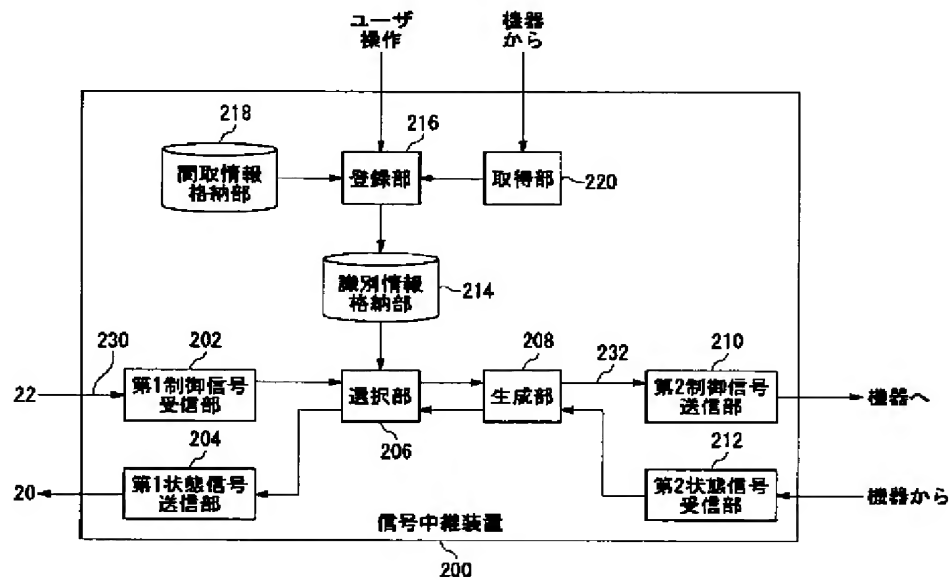 ユーザ
操作
機器
から
218
216
間取情報
格納部
登録部
取得部
220
識別情報
格納部
214
230
202
208
232
210
22
第1制御信号
受信部
選択部
生成部
第2制御信号
送信部
機器へ
204
206
212
20
第1状態信号
送信部
第2状態信号
受信部
機器から
信号中継装置
200